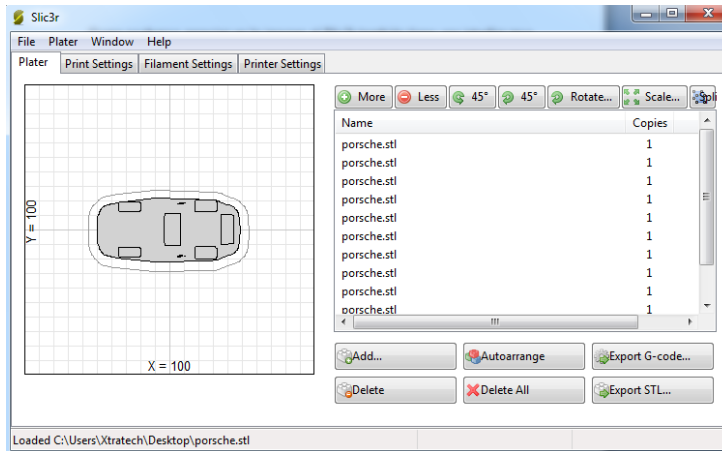 Slic3r
File Plater Window Help
Plater Print Settings Filament Settings Printer Settings
More Less 45° 45° Rotate... Scale... Spli
Name Copies
porsche.stl 1
porsche.stl 1
porsche.stl 1
porsche.stl 1
porsche.stl 1
porsche.stl 1
porsche.stl 1
porsche.stl 1
porsche.stl 1
porsche.stl 1
Y = 100
X = 100
Add... Autoarrange Export G-code...
Delete Delete All Export STL...
Loaded C:\Users\Xtratech\Desktop\porsche.stl